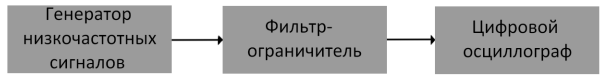 Генератор
низкочастотных
сигналов
Фильтр-
ограничитель
Цифровой
осциллограф